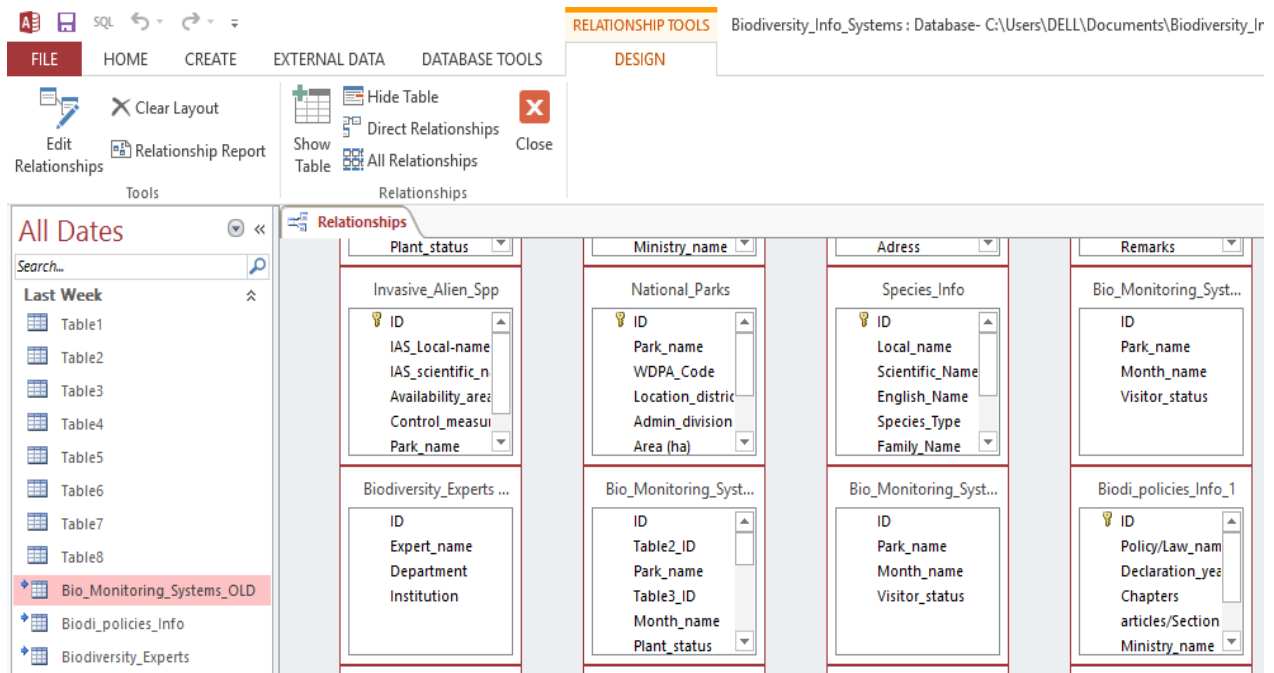 SQL
RELATIONSHIP TOOLS
Biodiversity_Info_Systems : Database- C:\Users\DELL\Documents\Biodiversity_In
FILE
HOME
CREATE
EXTERNAL DATA
DATABASE TOOLS
DESIGN
Edit
Relationships
Clear Layout
Relationship Report
Tools
Show
Table
Hide Table
Direct Relationships
All Relationships
Close
Relationships
All Dates
Search...
Last Week
Table1
Table2
Table3
Table4
Table5
Table6
Table7
Table8
Bio_Monitoring_Systems_OLD
Biodi_policies_Info
Biodiversity_Experts
Relationships
Plant_status
Ministry_name
Adress
Remarks
Invasive_Alien_Spp
ID
IAS_Local-name
IAS_scientific_n
Availability_area
Control_measur
Park_name
National_Parks
ID
Park_name
WDPA_Code
Location_distric
Admin_division
Area (ha)
Species_Info
ID
Local_name
Scientific_Name
English_Name
Species_Type
Family_Name
Bio_Monitoring_Syst...
ID
Park_name
Month_name
Visitor_status
Biodiversity_Experts ...
ID
Expert_name
Department
Institution
Bio_Monitoring_Syst...
ID
Table2_ID
Park_name
Table3_ID
Month_name
Plant_status
Bio_Monitoring_Syst...
ID
Park_name
Month_name
Visitor_status
Biodi_policies_Info_1
ID
Policy/Law_nam
Declaration_yea
Chapters
articles/Section
Ministry_name